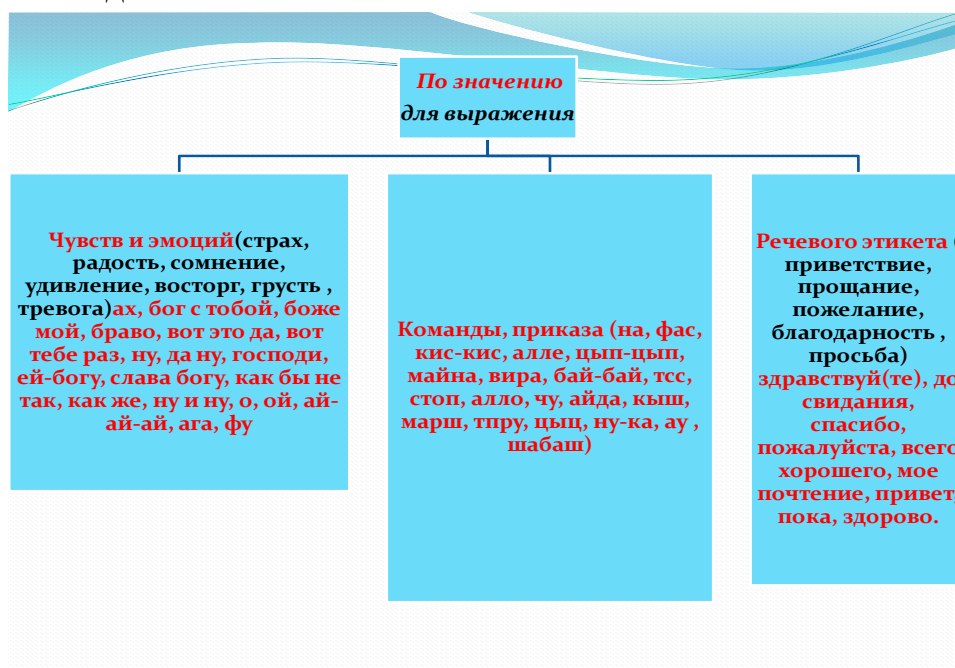 По значению
для выражения
Чувств и эмоций(страх,
радость, сомнение,
удивление, восторг, грусть ,
тревога)ах, бог с тобой, боже
мой, браво, вот это да, вот
тебе раз, ну, да ну, господи,
ей-богу, слава богу, как бы не
так, как же, ну и ну, о, ой, ай-
ай-ай, ага, фу
Команды, приказа (на, фас,
кис-кис, алле, цып-цып,
майна, вира, бай-бай, тсс,
стоп, алло, чу, айда, кыш,
марш, тпру, цыц, ну-ка, ау ,
шабаш)
Речевого этикета (
приветствие,
прощание,
пожелание,
благодарность ,
просьба)
здравствуй(те), до
свидания,
спасибо,
пожалуйста, всего
хорошего, мое
почтение, привет,
пока, здорово.